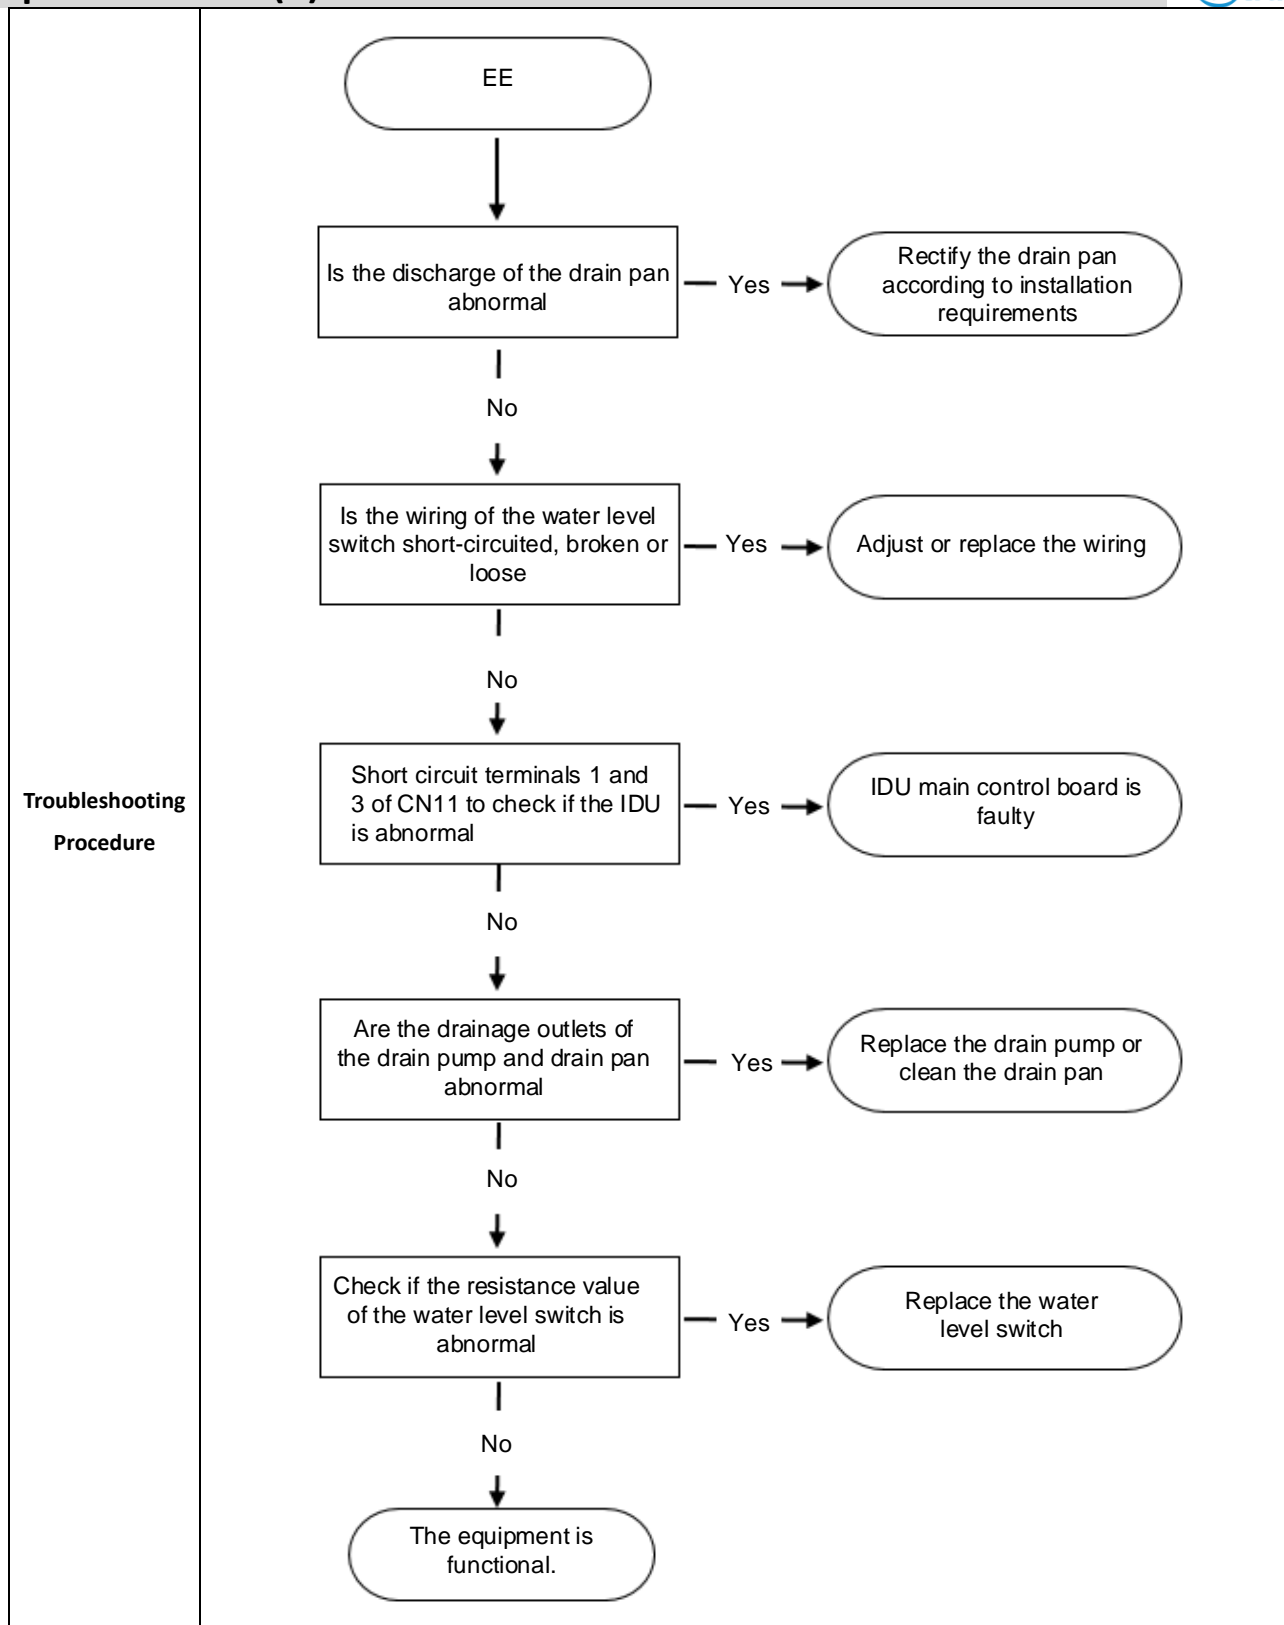 Troubleshooting
Procedure
EE
Is the discharge of the drain pan
abnormal
Yes
Rectify the drain pan
according to installation
requirements
No
Is the wiring of the water level
switch short-circuited, broken or
loose
Yes
Adjust or replace the wiring
No
Short circuit terminals 1 and
3 of CN11 to check if the IDU
is abnormal
Yes
IDU main control board is
faulty
No
Are the drainage outlets of
the drain pump and drain pan
abnormal
Yes
Replace the drain pump or
clean the drain pan
No
Check if the resistance value
of the water level switch is
abnormal
Yes
Replace the water
level switch
No
The equipment is
functional.